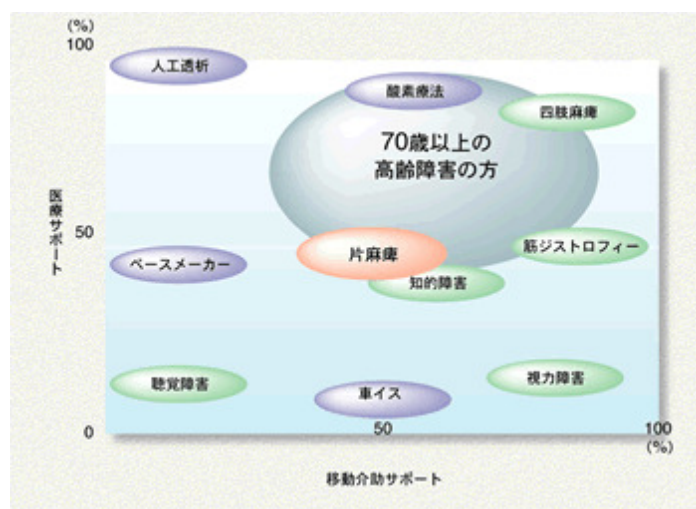 (%)
100
人工透析
酸素療法
四肢麻痺
70歳以上の
高齢障害の方
医療サポート
50
片麻痺
筋ジストロフィー
ペースメーカー
知的障害
聴覚障害
車イス
視力障害
0
50
100
(%)
移動介助サポート